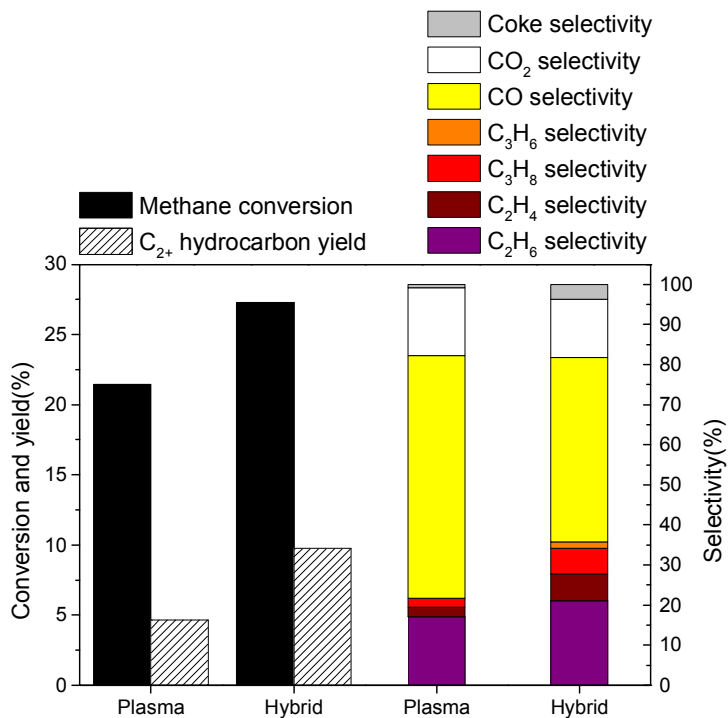 Coke selectivity
CO₂ selectivity
CO selectivity
C₃H₆ selectivity
C₃H₈ selectivity
Methane conversion
C₂H₄ selectivity
C₂₊ hydrocarbon yield
C₂H₆ selectivity
30
25
20
15
10
5
0
Conversion and yield(%)
100
90
80
70
60
50
40
30
20
10
0
Selectivity(%)
Plasma
Hybrid
Plasma
Hybrid